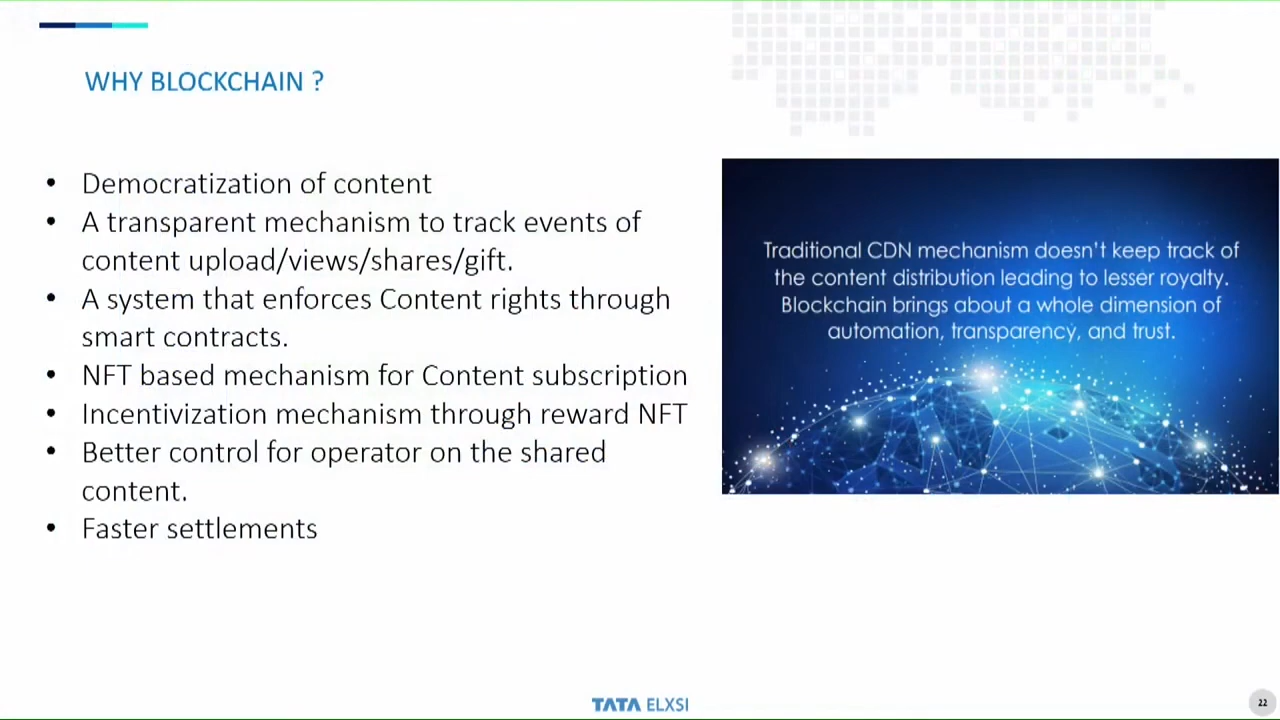 WHY BLOCKCHAIN ?
• Democratization of content
• A transparent mechanism to track events of
content upload/views/shares/gift.
• A system that enforces Content rights through
smart contracts.
• NFT based mechanism for Content subscription
• Incentivization mechanism through reward NFT
• Better control for operator on the shared
content.
• Faster settlements
Traditional CDN mechanism doesn't keep track of
the content distribution leading to lesser royalty.
Blockchain brings about a whole dimension of
automation, transparency, and trust.
TATA ELXSI
22